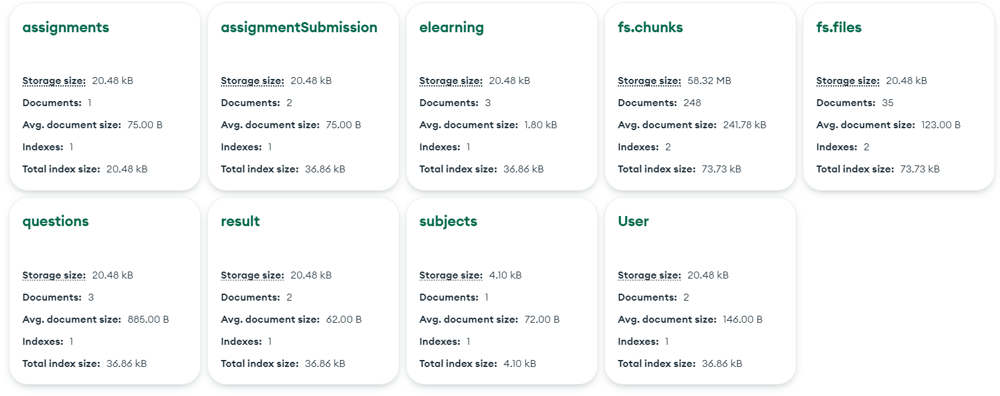 assignments
Storage size: 20.48 kB
Documents: 1
Avg. document size: 75.00 B
Indexes: 1
Total index size: 20.48 kB
assignmentSubmission
Storage size: 20.48 kB
Documents: 2
Avg. document size: 75.00 B
Indexes: 1
Total index size: 36.86 kB
elearning
Storage size: 20.48 kB
Documents: 3
Avg. document size: 1.80 kB
Indexes: 1
Total index size: 36.86 kB
fs.chunks
Storage size: 58.32 MB
Documents: 248
Avg. document size: 241.78 kB
Indexes: 2
Total index size: 73.73 kB
fs.files
Storage size: 20.48 kB
Documents: 35
Avg. document size: 123.00 B
Indexes: 2
Total index size: 73.73 kB
questions
Storage size: 20.48 kB
Documents: 3
Avg. document size: 885.00 B
Indexes: 1
Total index size: 36.86 kB
result
Storage size: 20.48 kB
Documents: 2
Avg. document size: 62.00 B
Indexes: 1
Total index size: 36.86 kB
subjects
Storage size: 4.10 kB
Documents: 1
Avg. document size: 72.00 B
Indexes: 1
Total index size: 4.10 kB
User
Storage size: 20.48 kB
Documents: 2
Avg. document size: 146.00 B
Indexes: 1
Total index size: 36.86 kB